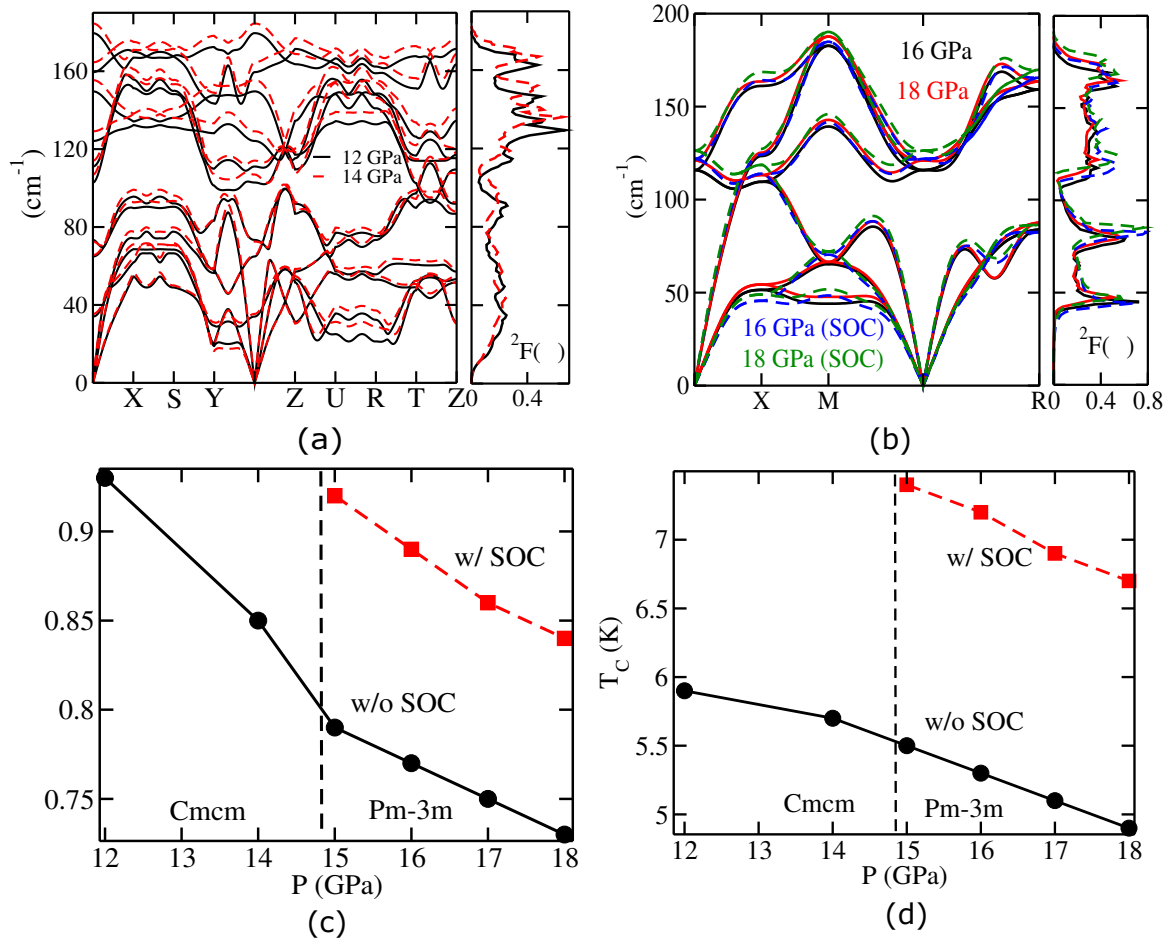 160
120
80
40
0
(cm⁻¹)
12 GPa
14 GPa
X S Y Z U R T Z
²F( )
0 0.4
(a)
200
150
100
50
0
(cm⁻¹)
16 GPa
18 GPa
16 GPa (SOC)
18 GPa (SOC)
X M R
²F( )
0 0.4 0.8
(b)
0.9
0.85
0.8
0.75
w/ SOC
w/o SOC
Cmcm
Pm-3m
12 13 14 15 16 17 18
P (GPa)
(c)
T_C (K)
7
6.5
6
5.5
5
w/ SOC
w/o SOC
Cmcm
Pm-3m
12 13 14 15 16 17 18
P (GPa)
(d)